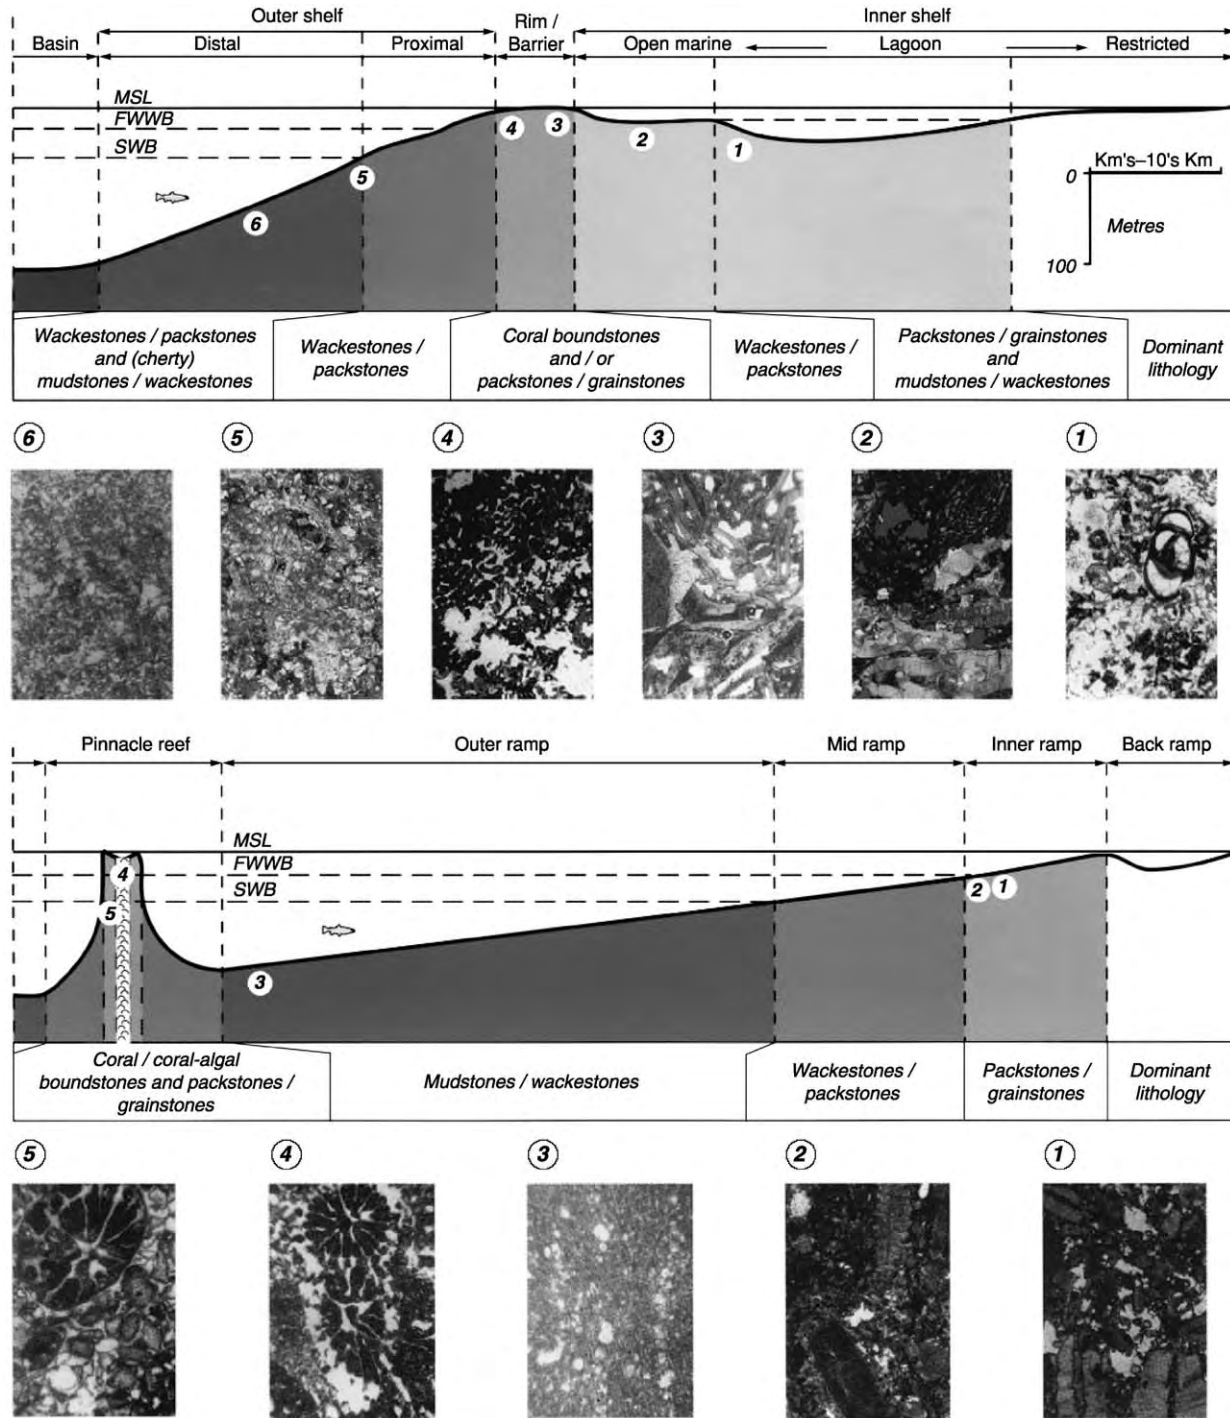 Outer shelf
Rim /
Barrier
Inner shelf
Basin
Distal
Proximal
Open marine
Lagoon
Restricted
MSL
FWWB
SWB
4
3
2
1
5
6
Km's–10's Km
0
Metres
100
Wackestones / packstones
and (cherty)
mudstones / wackestones
Wackestones /
packstones
Coral boundstones
and / or
packstones / grainstones
Wackestones /
packstones
Packstones / grainstones
and
mudstones / wackestones
Dominant
lithology
6
5
4
3
2
1
Pinnacle reef
Outer ramp
Mid ramp
Inner ramp
Back ramp
MSL
FWWB
SWB
4
5
3
2
1
Coral / coral-algal
boundstones and packstones /
grainstones
Mudstones / wackestones
Wackestones /
packstones
Packstones /
grainstones
Dominant
lithology
5
4
3
2
1